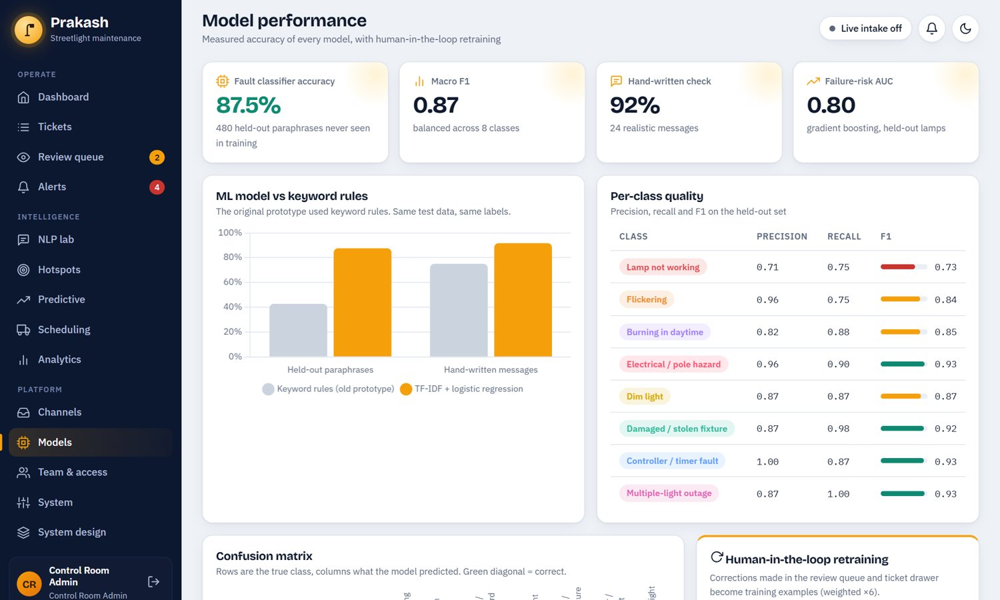 Prakash
Streetlight maintenance
OPERATE
Dashboard
Tickets
Review queue 2
Alerts 4
INTELLIGENCE
NLP lab
Hotspots
Predictive
Scheduling
Analytics
PLATFORM
Channels
Models
Team & access
System
System design
CR
Control Room
Admin
Control Room Admin
Model performance
Measured accuracy of every model, with human-in-the-loop retraining
Live intake off
Fault classifier accuracy
87.5%
480 held-out paraphrases never seen
in training
Macro F1
0.87
balanced across 8 classes
Hand-written check
92%
24 realistic messages
Failure-risk AUC
0.80
gradient boosting, held-out lamps
ML model vs keyword rules
The original prototype used keyword rules. Same test data, same labels.
100%
80%
60%
40%
20%
0%
Held-out paraphrases Hand-written messages
Keyword rules (old prototype) TF-IDF + logistic regression
Per-class quality
Precision, recall and F1 on the held-out set
CLASS PRECISION RECALL F1
Lamp not working 0.71 0.75 0.73
Flickering 0.96 0.75 0.84
Burning in daytime 0.82 0.88 0.85
Electrical / pole hazard 0.96 0.90 0.93
Dim light 0.87 0.87 0.87
Damaged / stolen fixture 0.87 0.98 0.92
Controller / timer fault 1.00 0.87 0.93
Multiple-light outage 0.87 1.00 0.93
Confusion matrix
Rows are the true class, columns what the model predicted. Green diagonal = correct.
Human-in-the-loop retraining
Corrections made in the review queue and ticket drawer
become training examples (weighted ×6).